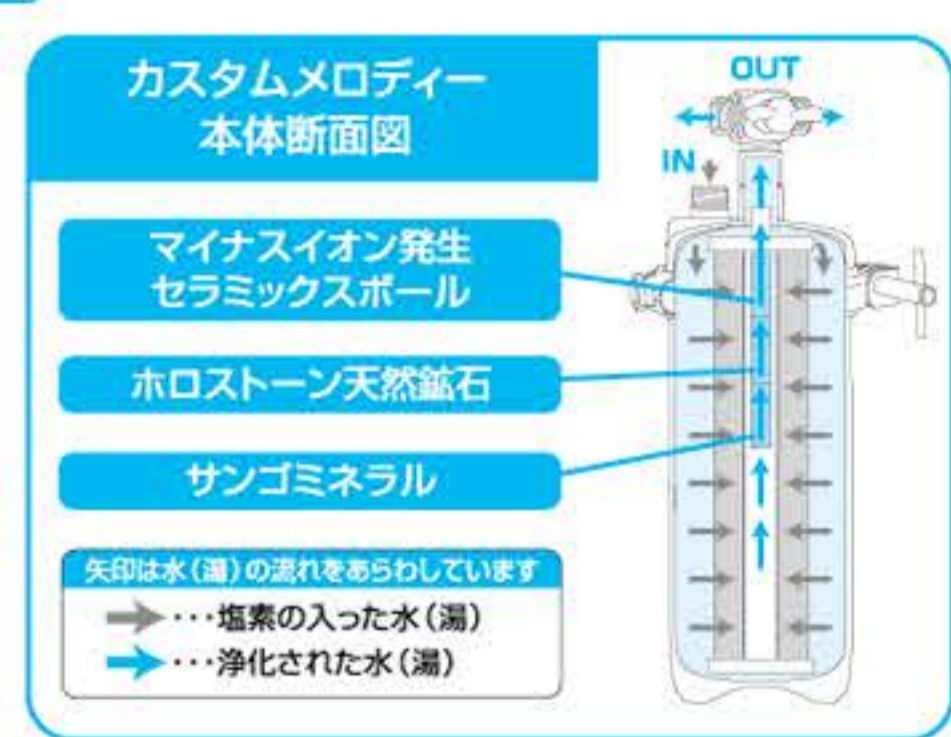 カスタムメロディー
本体断面図
OUT
IN
マイナスイオン発生
セラミックスボール
ホロストーン天然鉱石
サンゴミネラル
矢印は水(湯)の流れをあらわしています
・・・塩素の入った水(湯)
・・・浄化された水(湯)